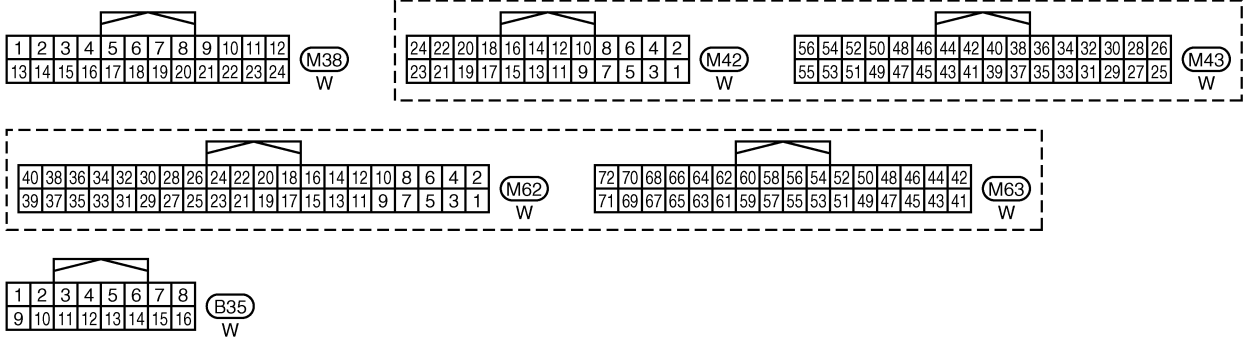 1 2 3 4 5 6 7 8 9 10 11 12
13 14 15 16 17 18 19 20 21 22 23 24
M38
W
24 22 20 18 16 14 12 10 8 6 4 2
23 21 19 17 15 13 11 9 7 5 3 1
M42
W
56 54 52 50 48 46 44 42 40 38 36 34 32 30 28 26
55 53 51 49 47 45 43 41 39 37 35 33 31 29 27 25
M43
W
40 38 36 34 32 30 28 26 24 22 20 18 16 14 12 10 8 6 4 2
39 37 35 33 31 29 27 25 23 21 19 17 15 13 11 9 7 5 3 1
M62
W
72 70 68 66 64 62 60 58 56 54 52 50 48 46 44 42
71 69 67 65 63 61 59 57 55 53 51 49 47 45 43 41
M63
W
1 2 3 4 5 6 7 8
9 10 11 12 13 14 15 16
B35
W